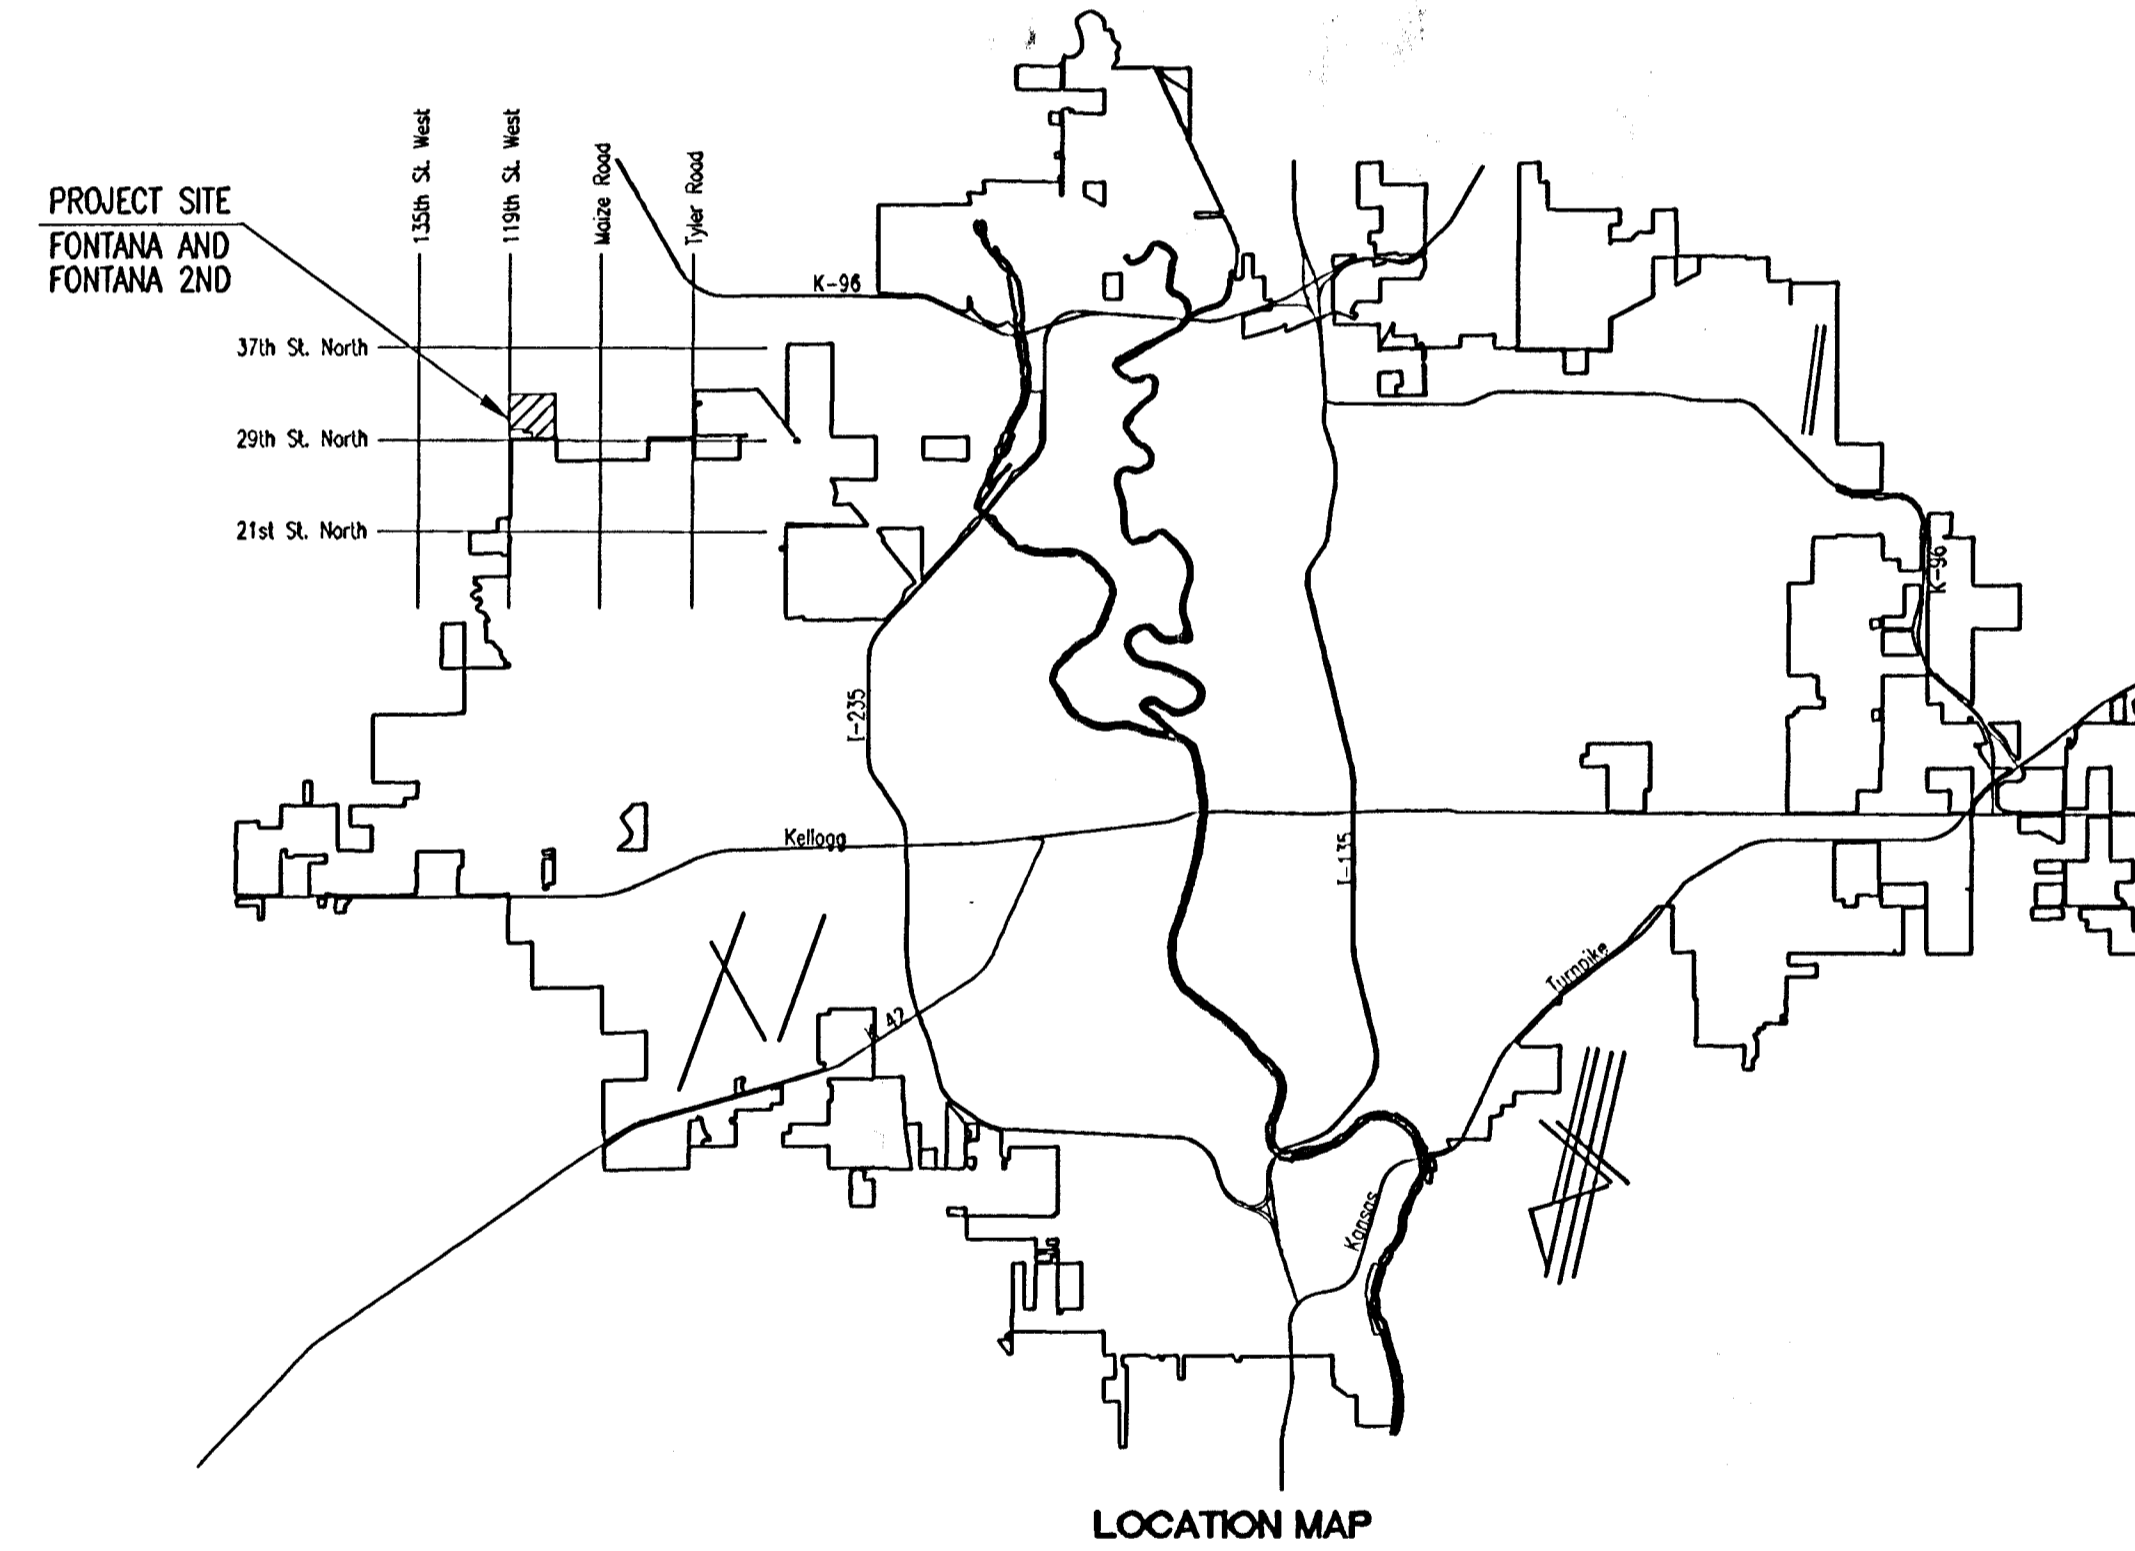 135th St. West
119th St. West
Maize Road
Tyler Road
PROJECT SITE
FONTANA AND
FONTANA 2ND
K-96
37th St. North
29th St. North
21st St. North
K-96
I-235
Kellogg
I-135
Turnpike
K-42
Kansas
LOCATION MAP